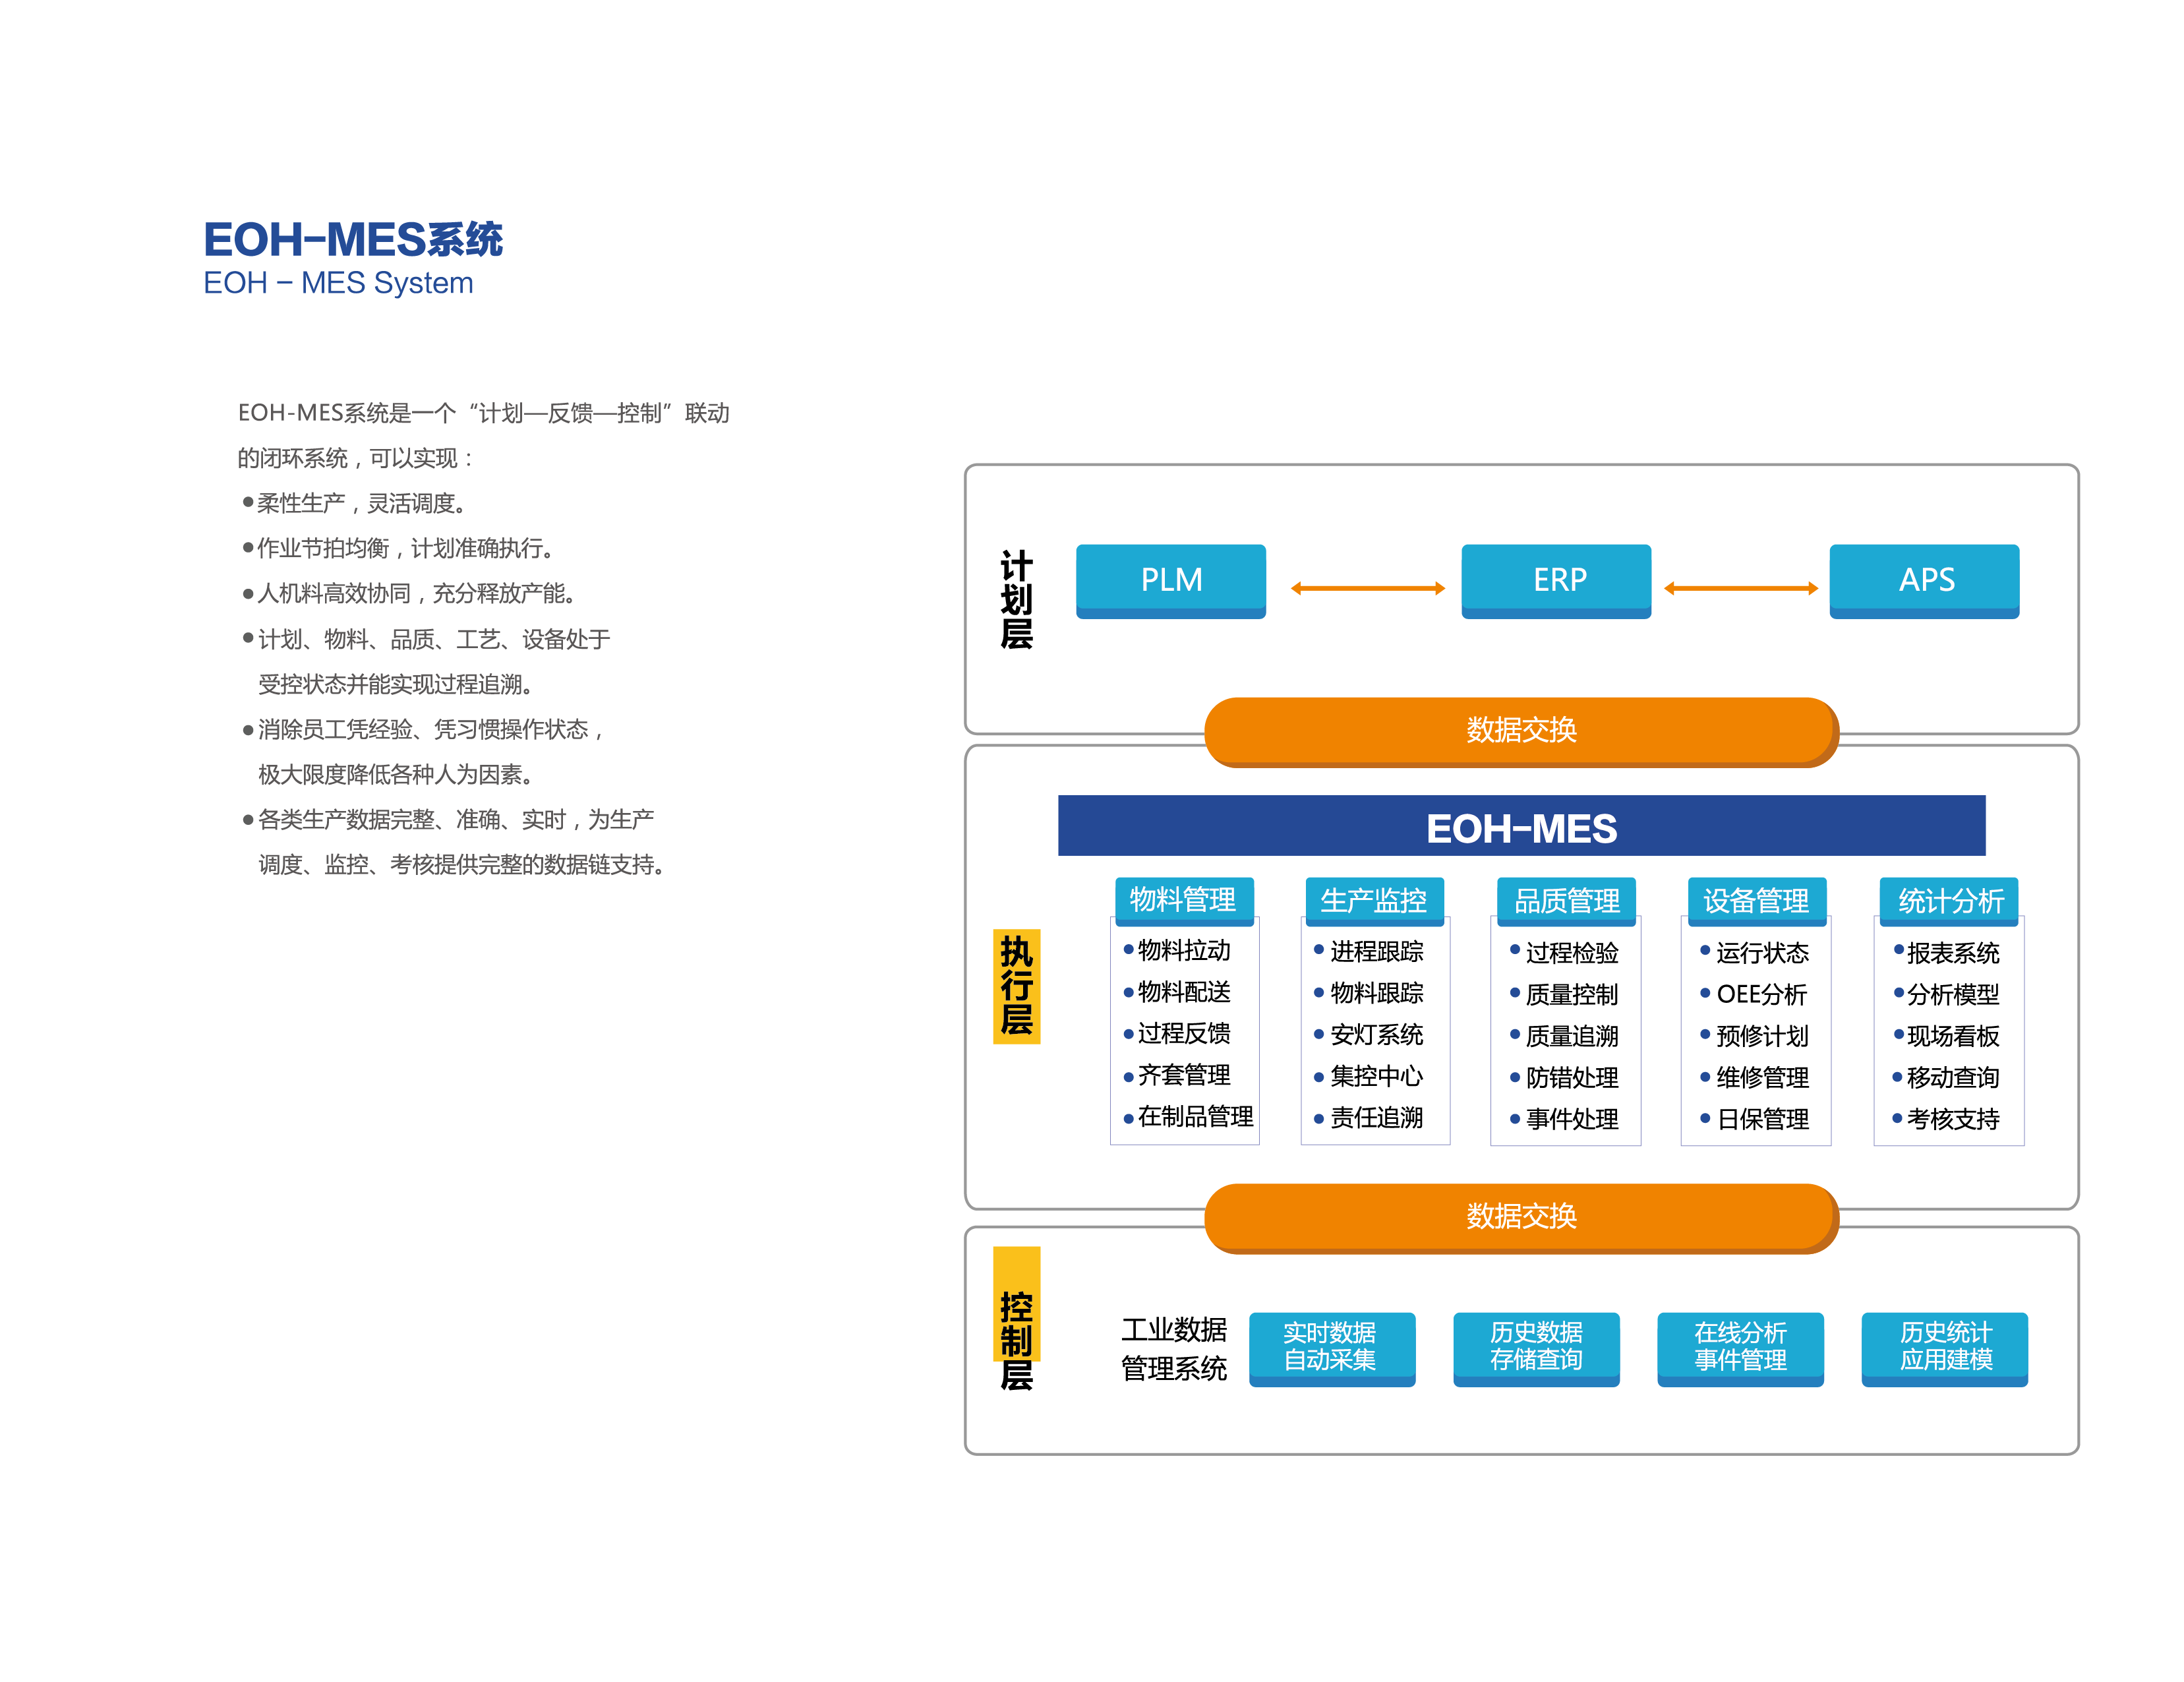 EOH-MES系统
EOH - MES System
EOH-MES系统是一个“计划—反馈—控制”联动
的闭环系统，可以实现：
●柔性生产，灵活调度。
●作业节拍均衡，计划准确执行。
●人机料高效协同，充分释放产能。
●计划、物料、品质、工艺、设备处于
受控状态并能实现过程追溯。
●消除员工凭经验、凭习惯操作状态，
极大限度降低各种人为因素。
●各类生产数据完整、准确、实时，为生产
调度、监控、考核提供完整的数据链支持。
计划层
PLM
ERP
APS
数据交换
执行层
EOH-MES
物料管理
●物料拉动
●物料配送
●过程反馈
●齐套管理
●在制品管理
生产监控
●进程跟踪
●物料跟踪
●安灯系统
●集控中心
●责任追溯
品质管理
●过程检验
●质量控制
●质量追溯
●防错处理
●事件处理
设备管理
●运行状态
●OEE分析
●预修计划
●维修管理
●日保管理
统计分析
●报表系统
●分析模型
●现场看板
●移动查询
●考核支持
数据交换
控制层
工业数据
管理系统
实时数据
自动采集
历史数据
存储查询
在线分析
事件管理
历史统计
应用建模